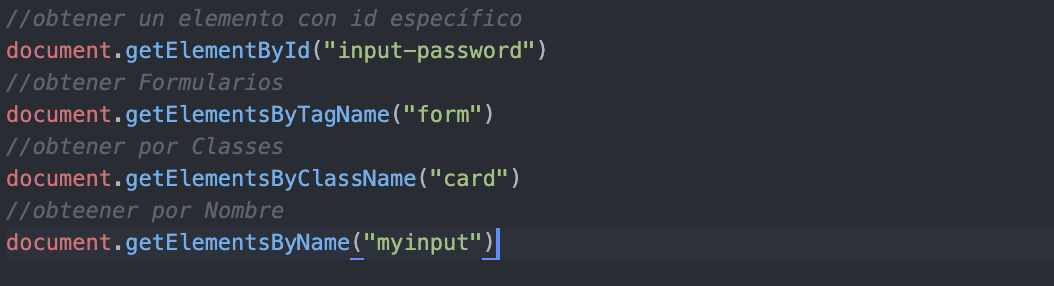 //obtener un elemento con id específico
document.getElementById("input-password")
//obtener Formularios
document.getElementsByTagName("form")
//obtener por Classes
document.getElementsByClassName("card")
//obteener por Nombre
document.getElementsByName("myinput")